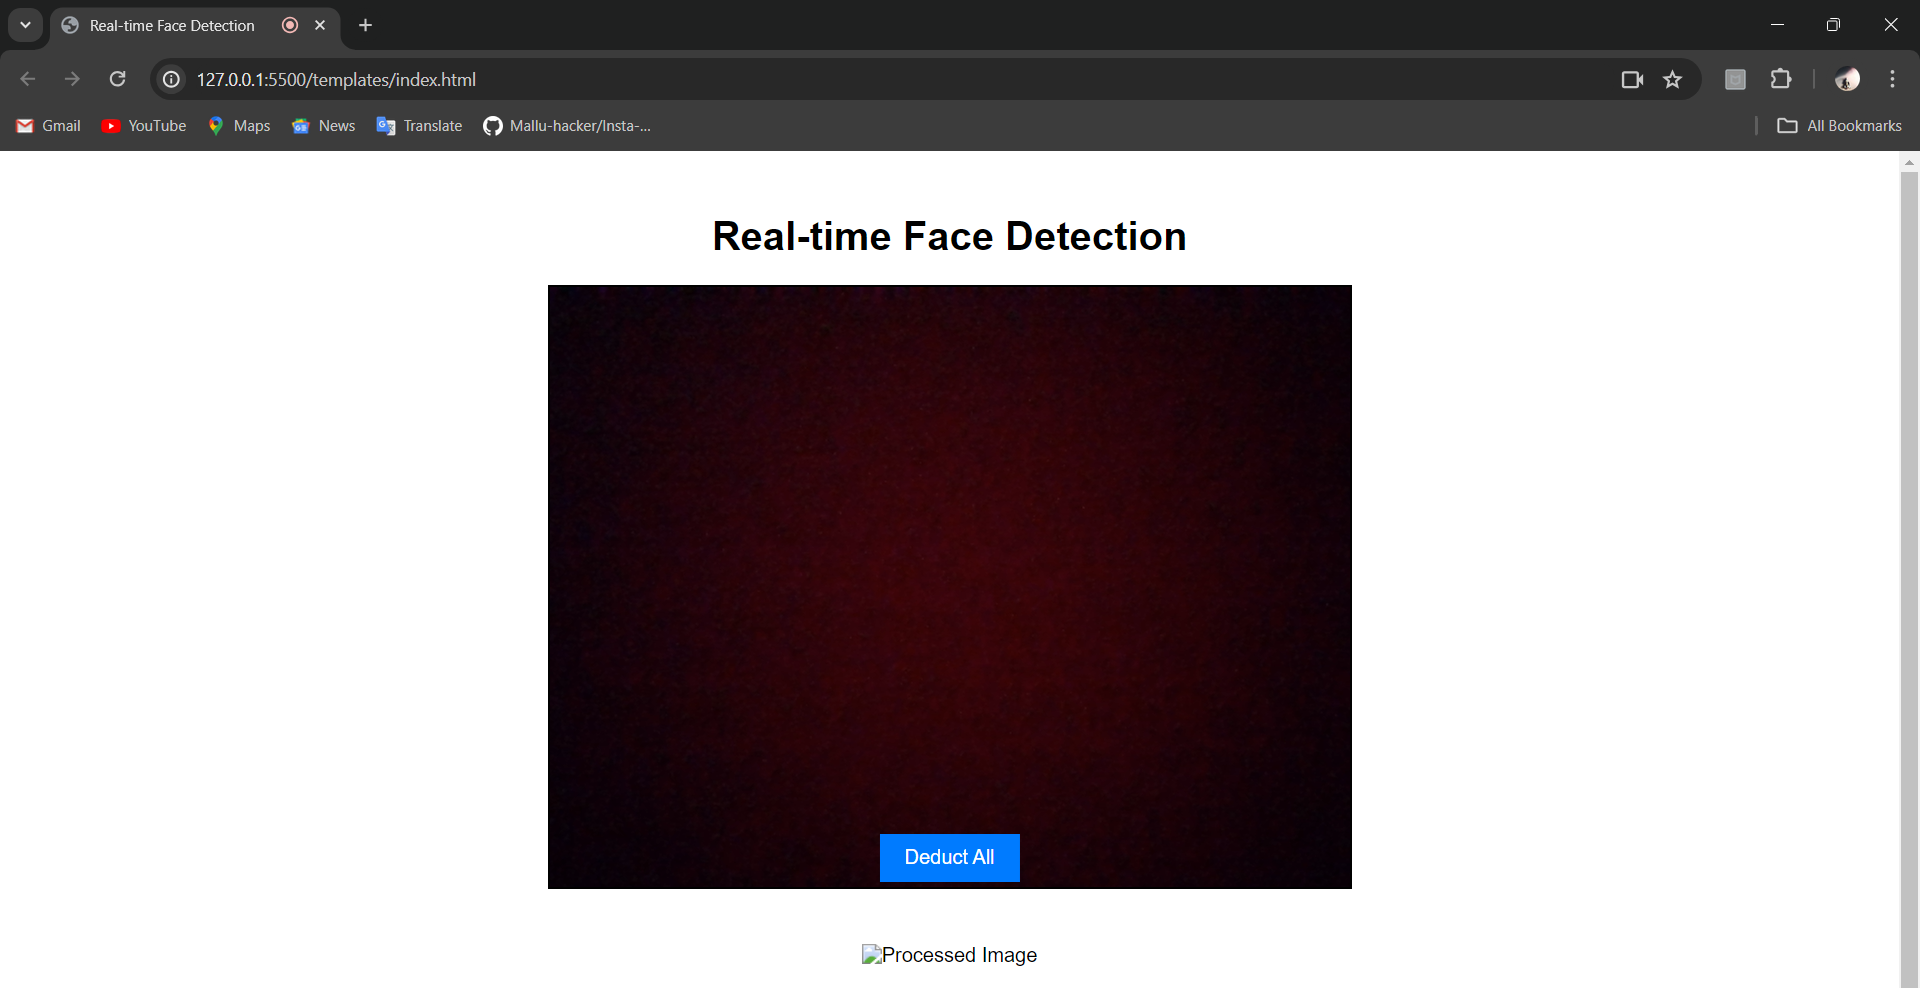 Real-time Face Detection
127.0.0.1:5500/templates/index.html
Gmail YouTube Maps News Translate Mallu-hacker/Insta-... All Bookmarks
Real-time Face Detection
Deduct All
Processed Image